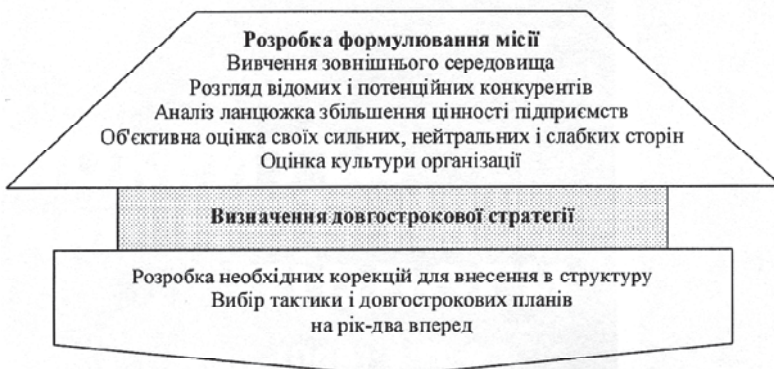 Розробка формулювання місії
Вивчення зовнішнього середовища
Розгляд відомих і потенційних конкурентів
Аналіз ланцюжка збільшення цінності підприємств
Об'єктивна оцінка своїх сильних, нейтральних і слабких сторін
Оцінка культури організації
Визначення довгострокової стратегії
Розробка необхідних корекцій для внесення в структуру
Вибір тактики і довгострокових планів
на рік-два вперед